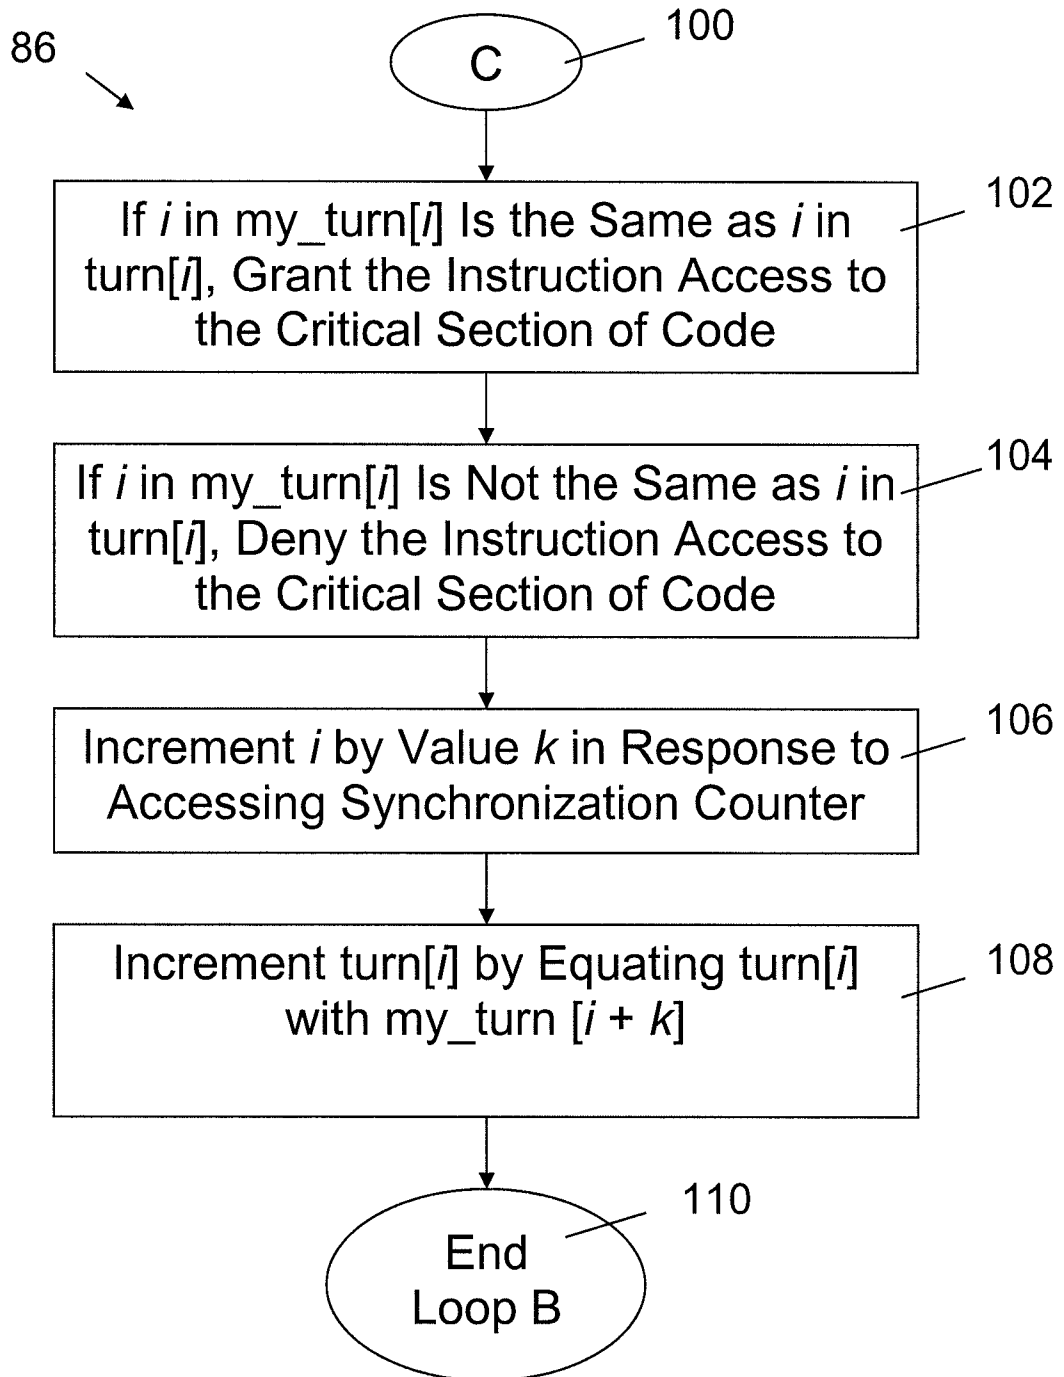 86
C
100
If i in my_turn[i] Is the Same as i in
turn[i], Grant the Instruction Access to
the Critical Section of Code
102
If i in my_turn[i] Is Not the Same as i in
turn[i], Deny the Instruction Access to
the Critical Section of Code
104
Increment i by Value k in Response to
Accessing Synchronization Counter
106
Increment turn[i] by Equating turn[i]
with my_turn [i + k]
108
End
Loop B
110